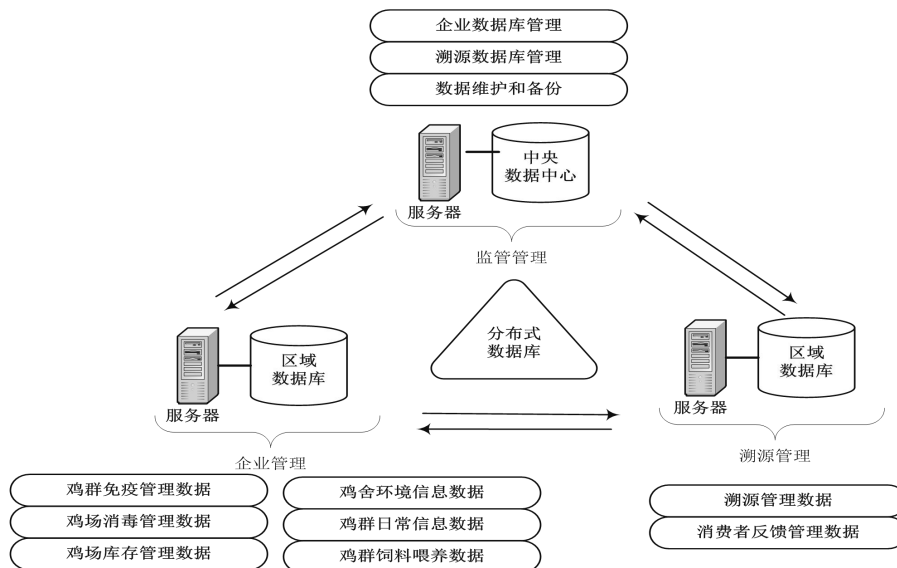 企业数据库管理
溯源数据库管理
数据维护和备份
中央
数据中心
服务器
监管管理
分布式
数据库
区域
数据库
服务器
企业管理
区域
数据库
服务器
溯源管理
鸡群免疫管理数据
鸡场消毒管理数据
鸡场库存管理数据
鸡舍环境信息数据
鸡群日常信息数据
鸡群饲料喂养数据
溯源管理数据
消费者反馈管理数据